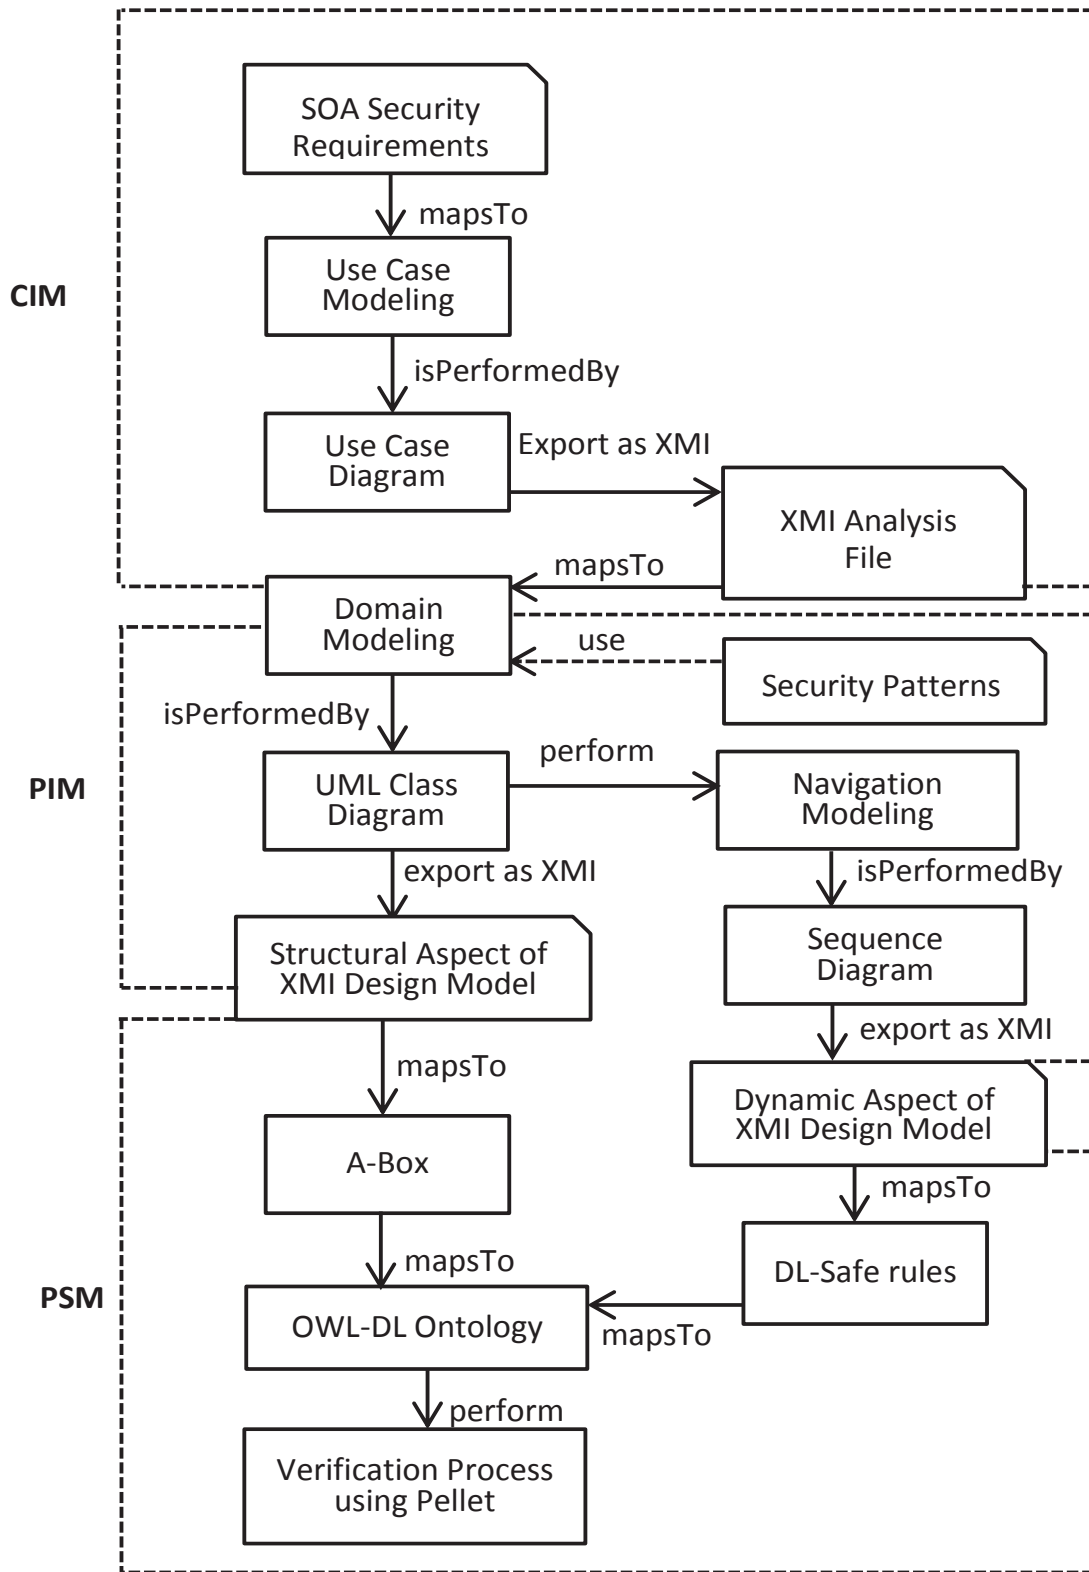 SOA Security
Requirements
mapsTo
Use Case
Modeling
CIM
isPerformedBy
Use Case
Diagram
Export as XMI
XMI Analysis
File
mapsTo
Domain
Modeling
use
Security Patterns
isPerformedBy
PIM
UML Class
Diagram
perform
Navigation
Modeling
export as XMI
isPerformedBy
Structural Aspect of
XMI Design Model
Sequence
Diagram
export as XMI
mapsTo
Dynamic Aspect of
XMI Design Model
A-Box
mapsTo
mapsTo
DL-Safe rules
PSM
OWL-DL Ontology
mapsTo
perform
Verification Process
using Pellet